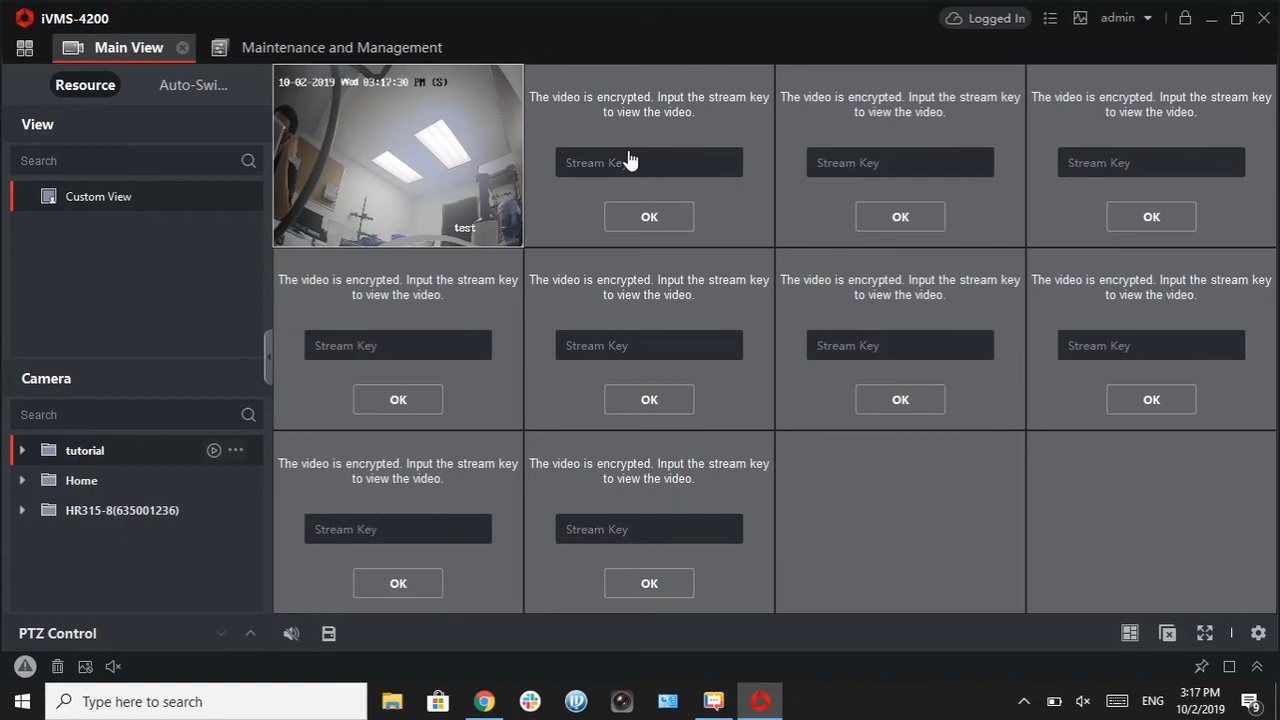 iVMS-4200
Logged In
admin
Main View
Maintenance and Management
Resource
Auto-Swi...
View
Search
Custom View
Camera
Search
tutorial
Home
HR315-8(635001236)
PTZ Control
10-02-2019 Wed 03:17:30 PM (S)
test
The video is encrypted. Input the stream key
to view the video.
Stream Key
OK
The video is encrypted. Input the stream key
to view the video.
Stream Key
OK
The video is encrypted. Input the stream key
to view the video.
Stream Key
OK
The video is encrypted. Input the stream key
to view the video.
Stream Key
OK
The video is encrypted. Input the stream key
to view the video.
Stream Key
OK
The video is encrypted. Input the stream key
to view the video.
Stream Key
OK
The video is encrypted. Input the stream key
to view the video.
Stream Key
OK
The video is encrypted. Input the stream key
to view the video.
Stream Key
OK
The video is encrypted. Input the stream key
to view the video.
Stream Key
OK
Type here to search
ENG
3:17 PM
10/2/2019
9